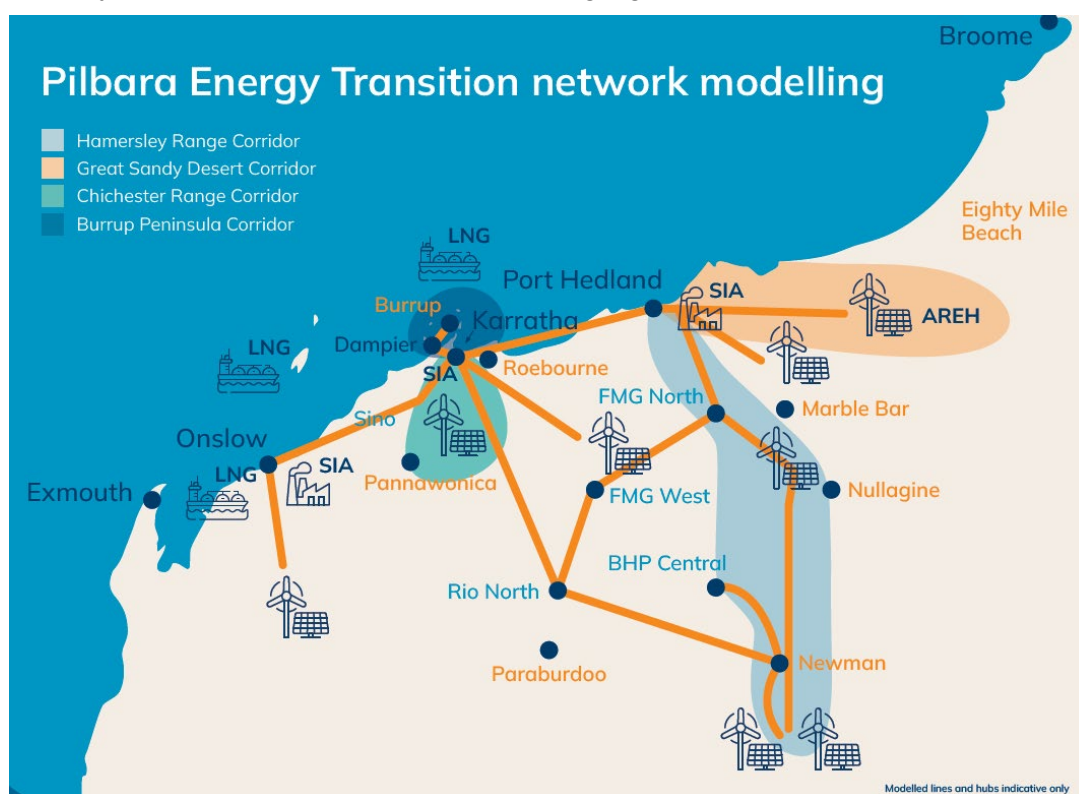 Broome
Pilbara Energy Transition network modelling
Hamersley Range Corridor
Great Sandy Desert Corridor
Chichester Range Corridor
Burrup Peninsula Corridor
Eighty Mile
Beach
LNG
Port Hedland
SIA
Burrup
Karratha
AREH
Dampier
LNG
Roebourne
SIA
FMG North
Marble Bar
Sino
Onslow
SIA
LNG
Pannawonica
Exmouth
FMG West
Nullagine
BHP Central
Rio North
Newman
Paraburdoo
Modelled lines and hubs indicative only